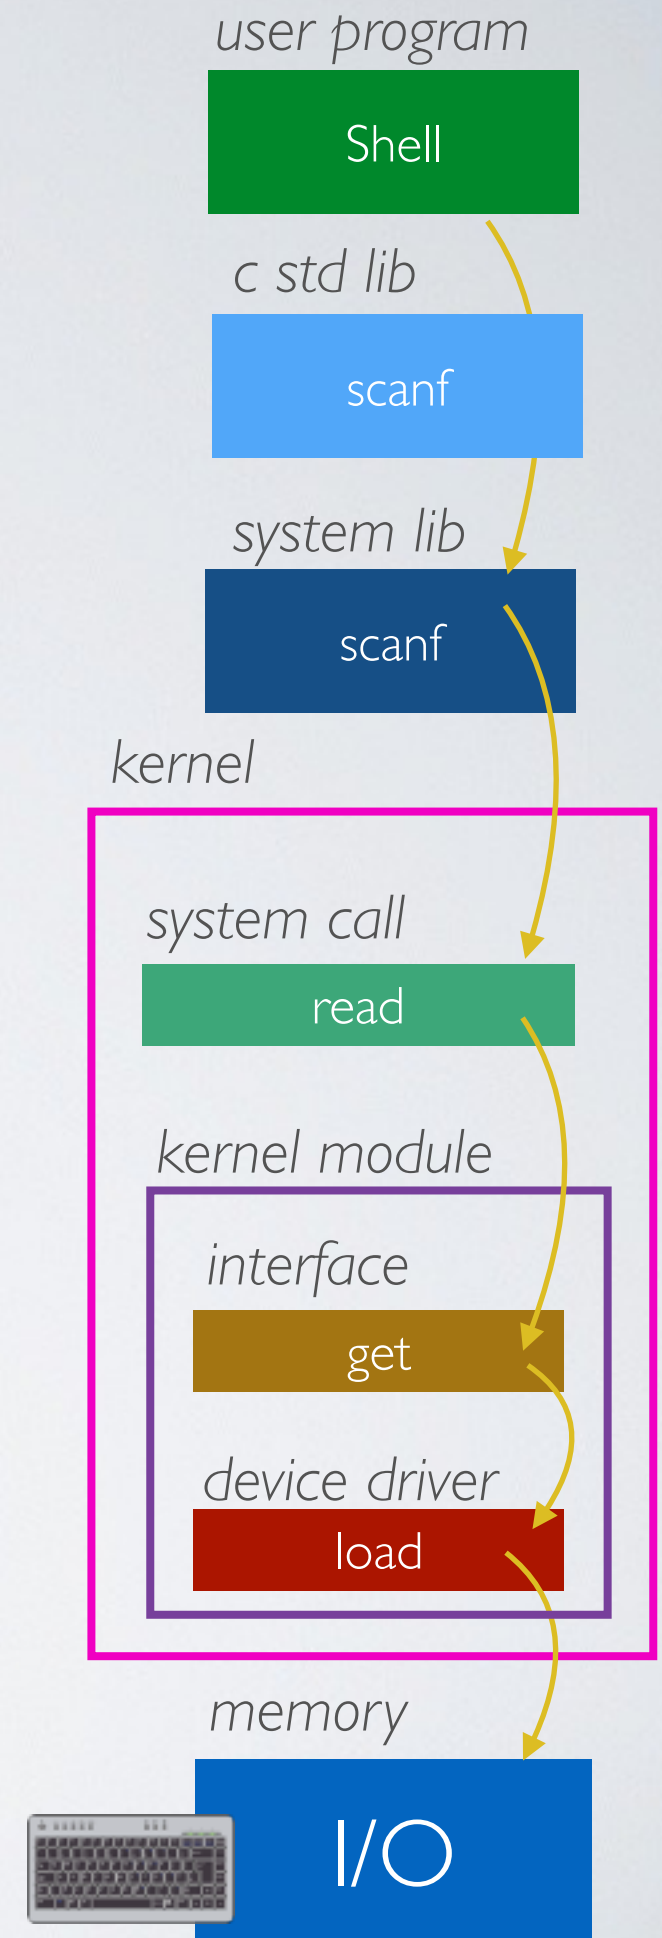 user program
Shell
c std lib
scanf
system lib
scanf
kernel
system call
read
kernel module
interface
get
device driver
load
memory
I/O